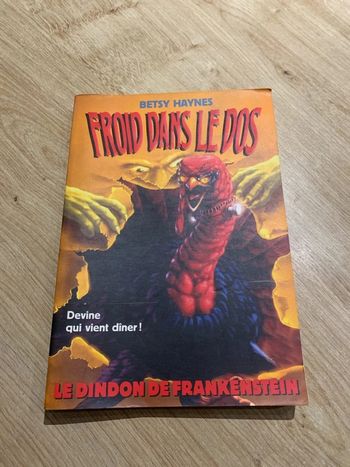 BETSY HAYNES
FROID DANS LE DOS
Devine
qui vient dîner !
LE DINDON DE FRANKENSTEIN